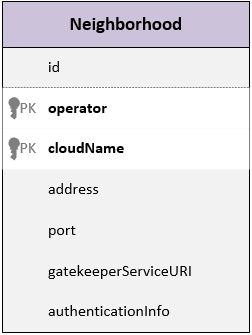 Neighborhood
id
PK operator
PK cloudName
address
port
gatekeeperServiceURI
authenticationInfo